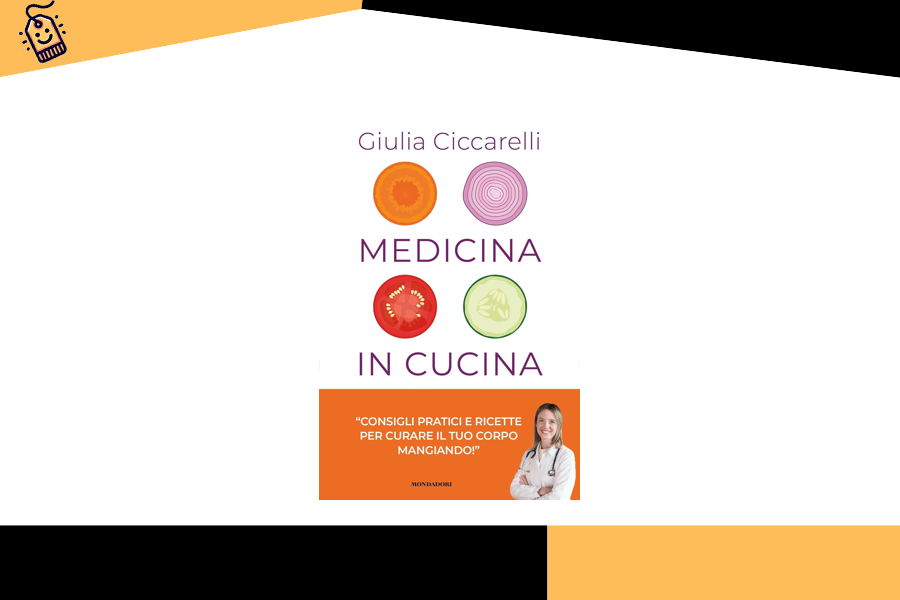 Giulia Ciccarelli
MEDICINA
IN CUCINA
“CONSIGLI PRATICI E RICETTE
PER CURARE IL TUO CORPO
MANGIANDO!”
MONDADORI